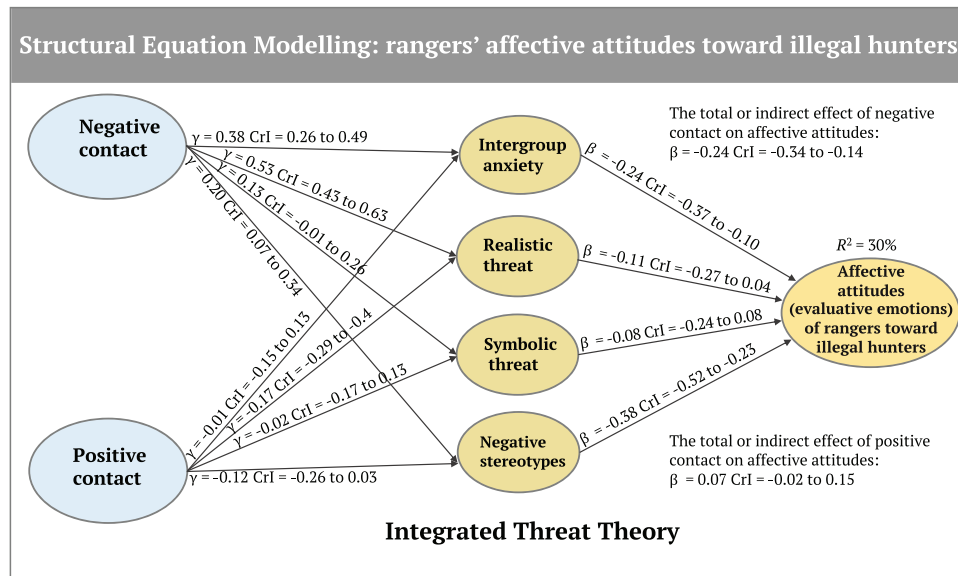 Structural Equation Modelling: rangers’ affective attitudes toward illegal hunters
Negative
contact
Positive
contact
γ = 0.38 CrI = 0.26 to 0.49
γ = 0.53 CrI = 0.43 to 0.63
γ = 0.13 CrI = -0.01 to 0.26
γ = 0.20 CrI = 0.07 to 0.34
γ = -0.01 CrI = -0.15 to 0.13
γ = -0.17 CrI = -0.29 to -0.4
γ = -0.02 CrI = -0.17 to 0.13
γ = -0.12 CrI = -0.26 to 0.03
Intergroup
anxiety
Realistic
threat
Symbolic
threat
Negative
stereotypes
β = -0.24 CrI = -0.37 to -0.10
β = -0.11 CrI = -0.27 to 0.04
β = -0.08 CrI = -0.24 to 0.08
β = -0.38 CrI = -0.52 to -0.23
The total or indirect effect of negative
contact on affective attitudes:
β = -0.24 CrI = -0.34 to -0.14
R² = 30%
Affective
attitudes
(evaluative emotions)
of rangers toward
illegal hunters
The total or indirect effect of positive
contact on affective attitudes:
β = 0.07 CrI = -0.02 to 0.15
Integrated Threat Theory